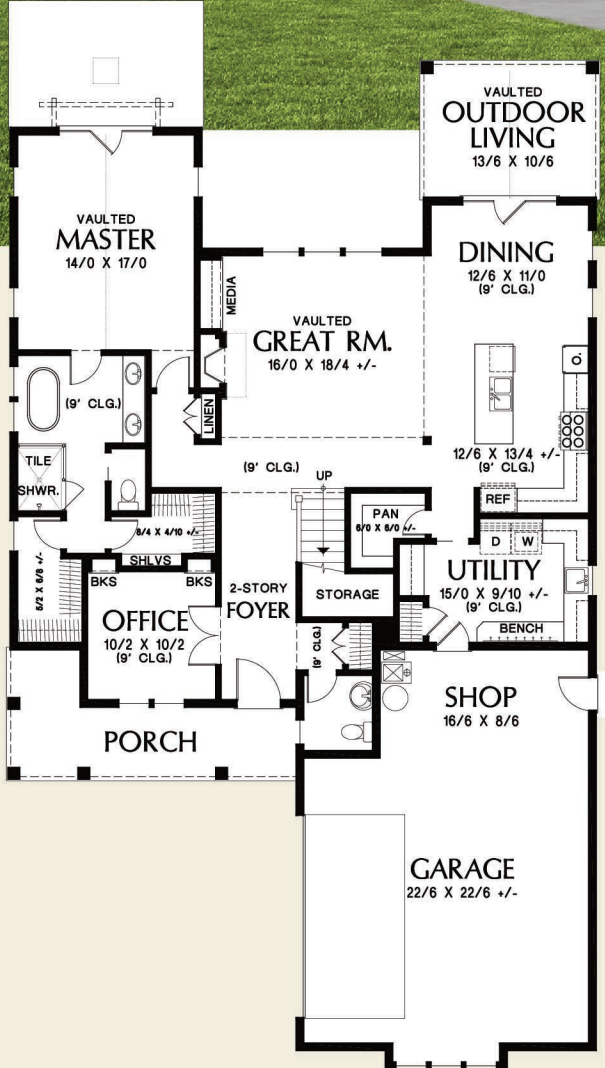 VAULTED
OUTDOOR
LIVING
13/6 X 10/6
VAULTED
MASTER
14/0 X 17/0
DINING
12/6 X 11/0
(9' CLG.)
MEDIA
VAULTED
GREAT RM.
16/0 X 18/4 +/-
(9' CLG.)
LINEN
TILE
SHWR.
(9' CLG.)
12/6 X 13/4 +/-
(9' CLG.)
UP
REF
PAN
6/0 X 6/0 +/-
8/4 X 4/10 +/-
SHLVS
D W
UTILITY
15/0 X 9/10 +/-
(9' CLG.)
BENCH
5/2 X 6/8 +/-
BKS BKS
OFFICE
10/2 X 10/2
(9' CLG.)
2-STORY
FOYER
STORAGE
(9' CLG.)
SHOP
16/6 X 8/6
PORCH
GARAGE
22/6 X 22/6 +/-